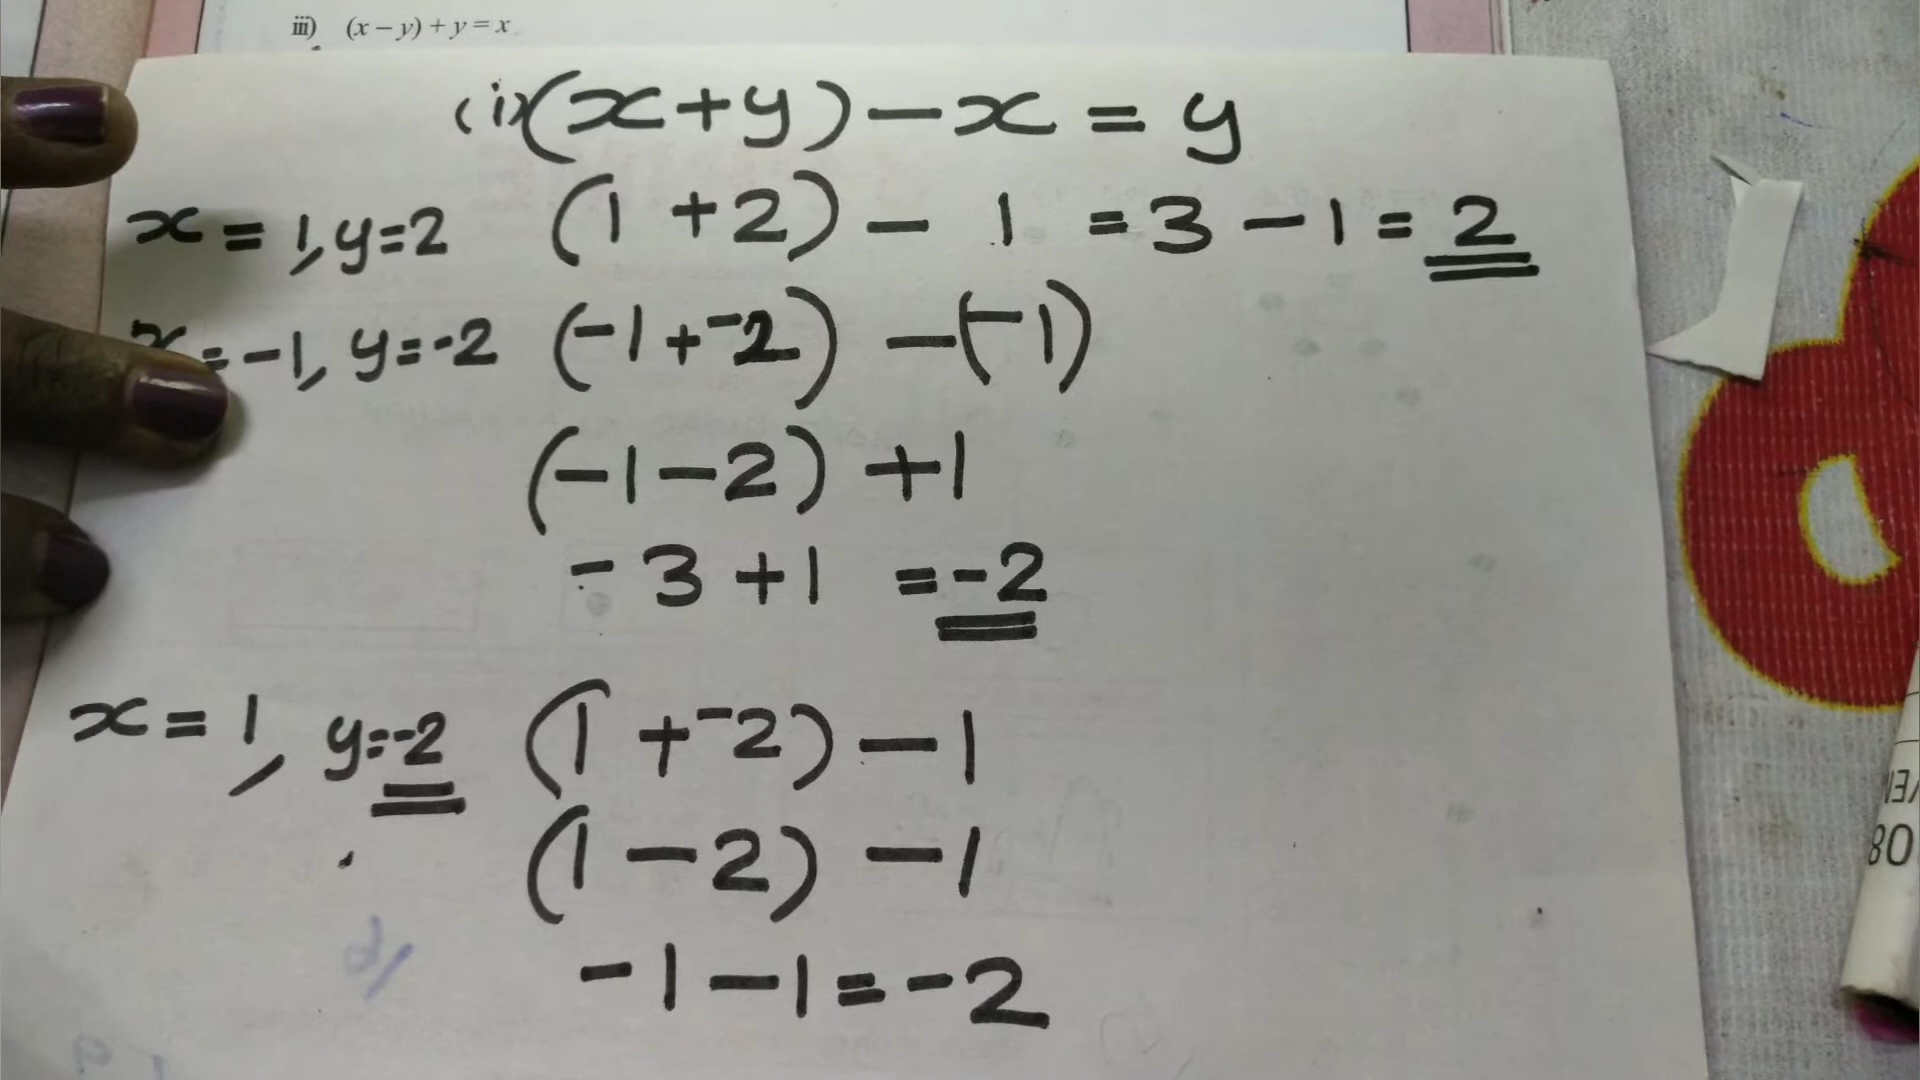 iii) (x – y) + y = x
(i) (x+y) – x = y
x = 1, y=2 (1 +2) – 1 = 3 – 1 = 2
x = -1, y=-2 (-1 + -2) –(-1)
(-1-2) +1
-3 +1 = -2
x = 1, y=-2 (1 + -2) – 1
(1 – 2) – 1
-1 – 1 = -2
08